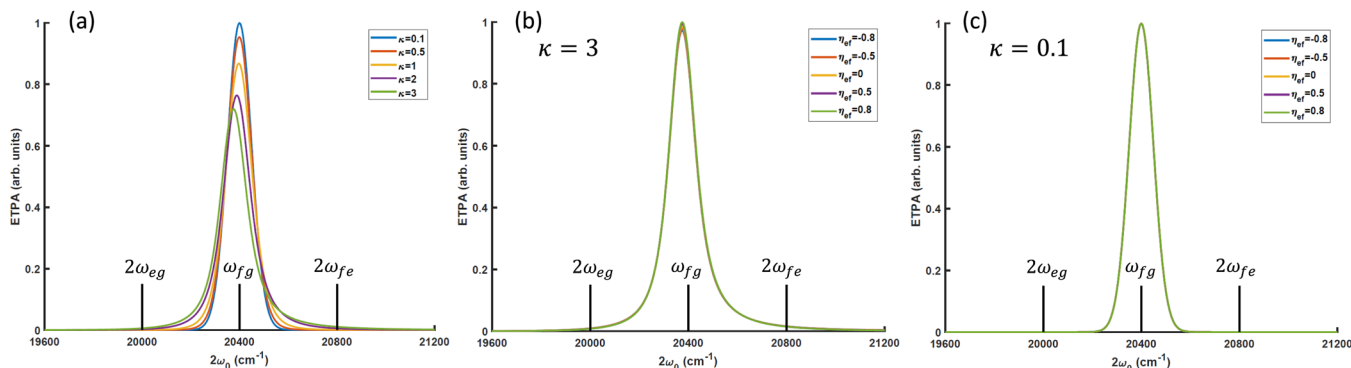 (a)
ETPA (arb. units)
1
0.8
0.6
0.4
0.2
0
κ=0.1
κ=0.5
κ=1
κ=2
κ=3
2ω_eg
ω_fg
2ω_fe
19600 20000 20400 20800 21200
2ω_0 (cm⁻¹)
(b)
κ = 3
ETPA (arb. units)
1
0.8
0.6
0.4
0.2
0
η_ef=-0.8
η_ef=-0.5
η_ef=0
η_ef=0.5
η_ef=0.8
2ω_eg
ω_fg
2ω_fe
19600 20000 20400 20800 21200
2ω_0 (cm⁻¹)
(c)
κ = 0.1
ETPA (arb. units)
1
0.8
0.6
0.4
0.2
0
η_ef=-0.8
η_ef=-0.5
η_ef=0
η_ef=0.5
η_ef=0.8
2ω_eg
ω_fg
2ω_fe
19600 20000 20400 20800 21200
2ω_0 (cm⁻¹)